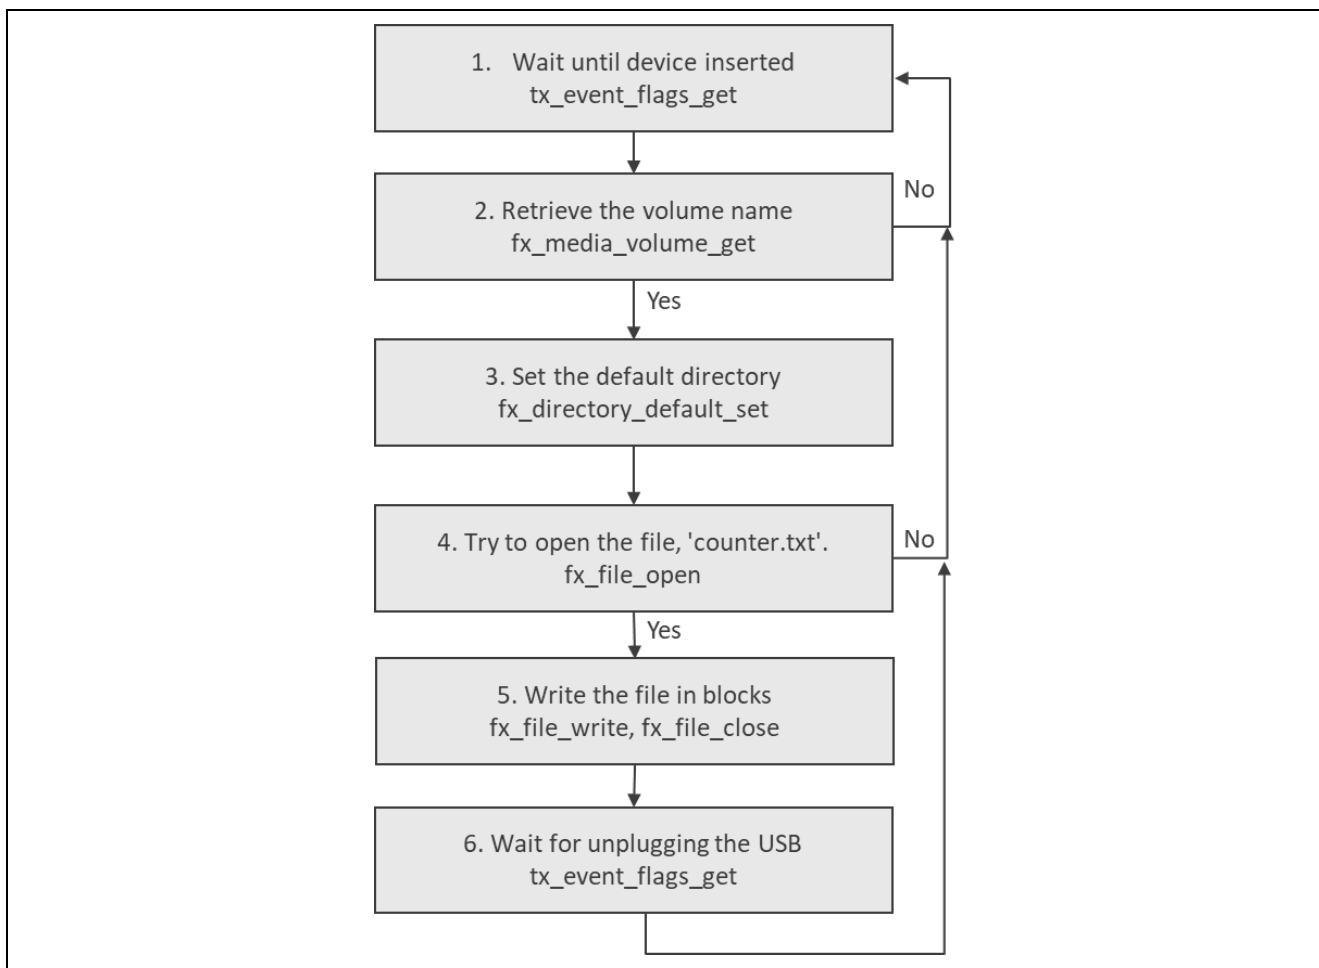 1. Wait until device inserted
tx_event_flags_get
No
2. Retrieve the volume name
fx_media_volume_get
Yes
3. Set the default directory
fx_directory_default_set
4. Try to open the file, 'counter.txt'.
No
fx_file_open
Yes
5. Write the file in blocks
fx_file_write, fx_file_close
6. Wait for unplugging the USB
tx_event_flags_get